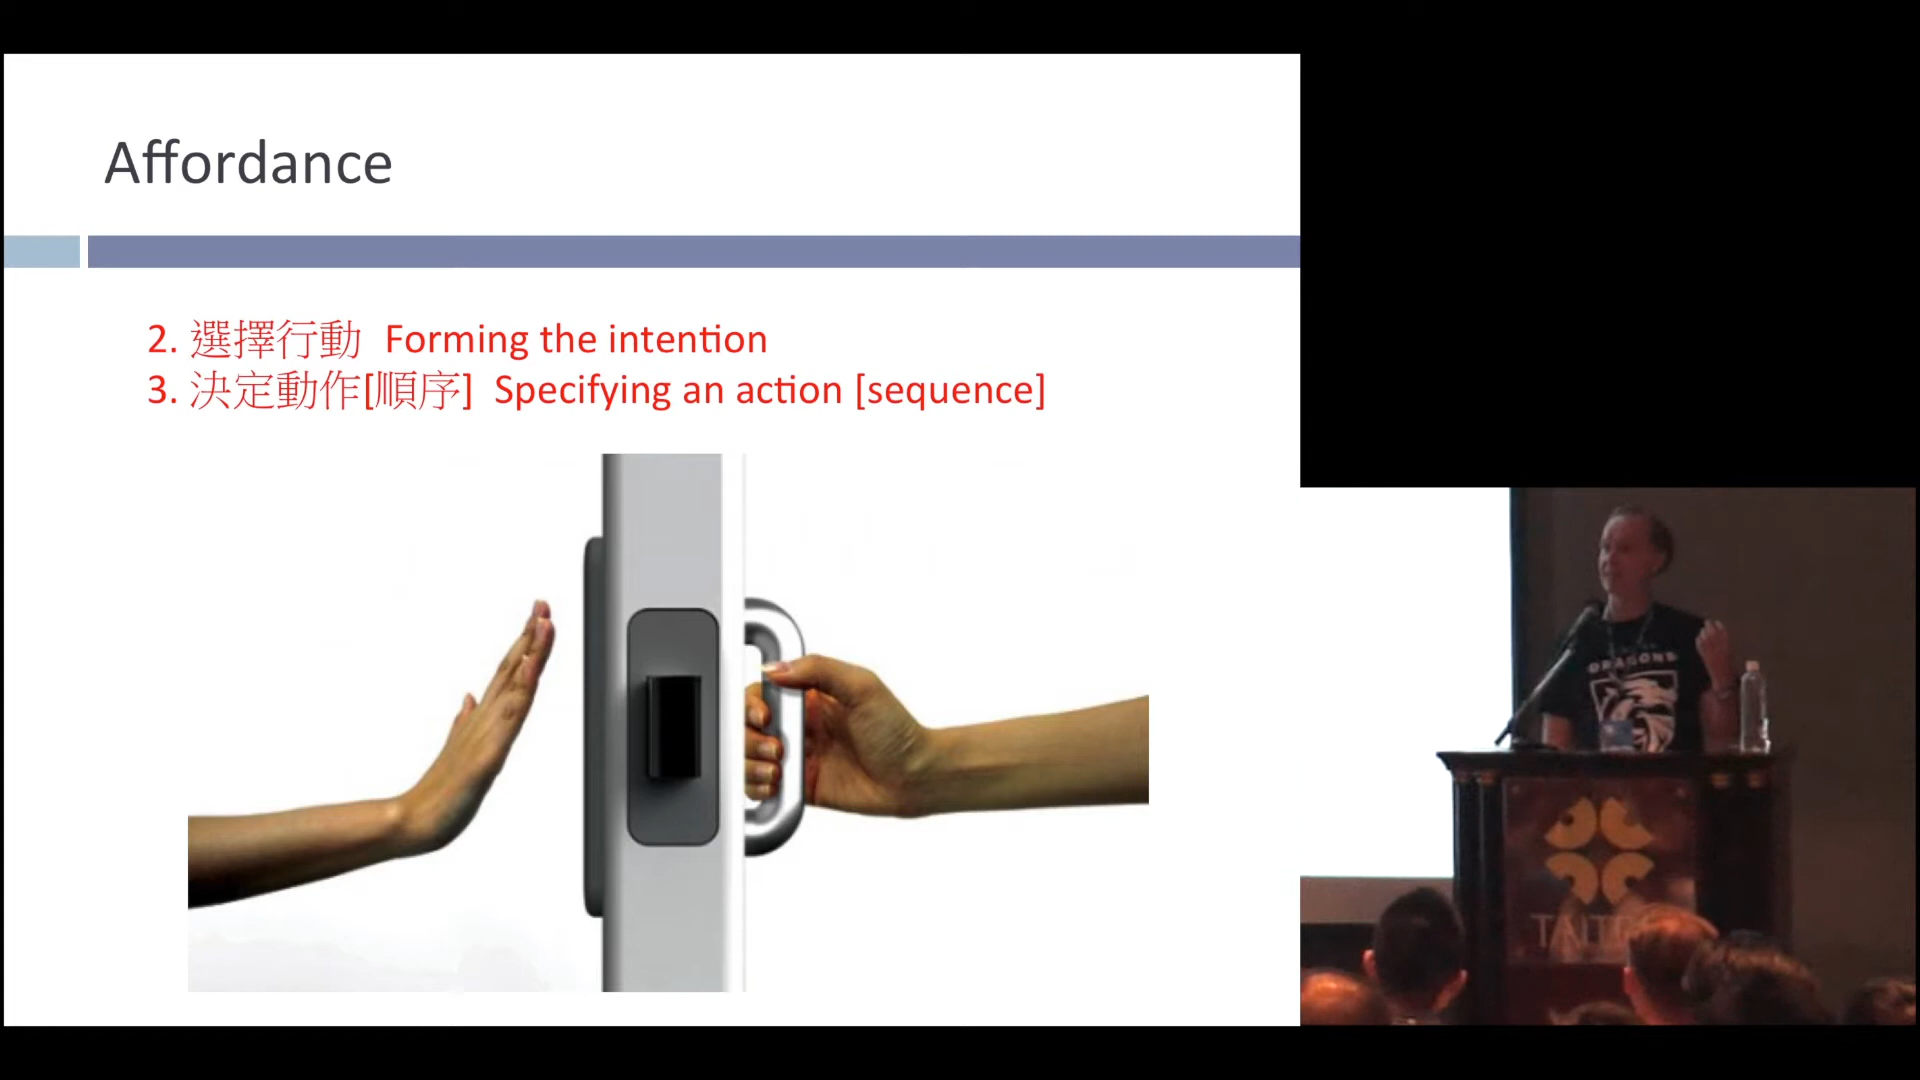 Affordance
2. 選擇行動 Forming the intention
3. 決定動作[順序] Specifying an action [sequence]
DRAGONS